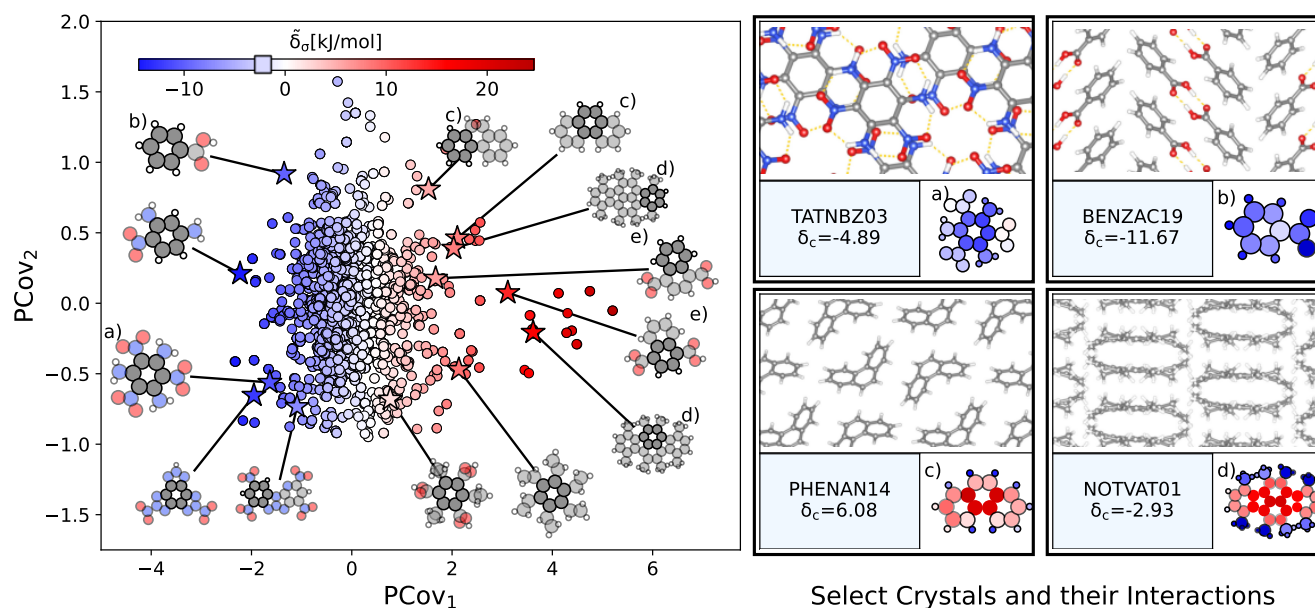 2.0
1.5
1.0
0.5
0.0
−0.5
−1.0
−1.5
PCov₂
−4
−2
0
2
4
6
PCov₁
δ̃σ[kJ/mol]
−10
0
20
b)
c)
c)
d)
e)
e)
a)
d)
TATNBZ03
δc=-4.89
a)
BENZAC19
δc=-11.67
b)
PHENAN14
δc=6.08
c)
NOTVAT01
δc=-2.93
d)
Select Crystals and their Interactions